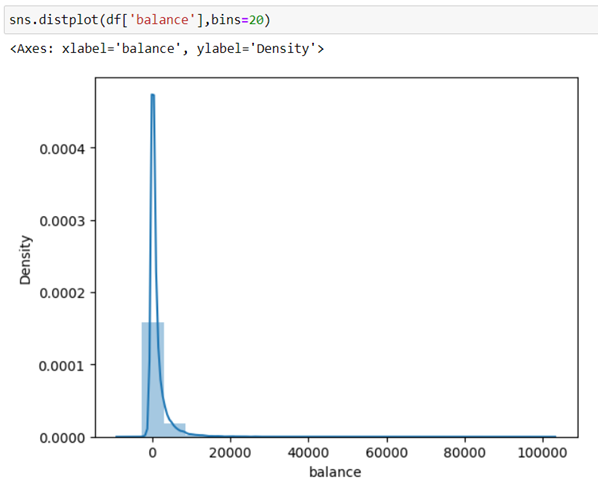 sns.distplot(df['balance'],bins=20)
<Axes: xlabel='balance', ylabel='Density'>
0.0004
0.0003
0.0002
0.0001
0.0000
Density
0 20000 40000 60000 80000 100000
balance